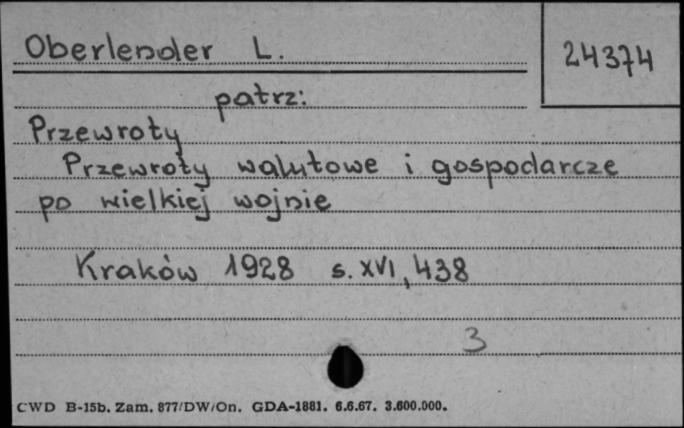 Oberlender L.
24374
patrz:
Przewroty
Przewroty walutowe i gospodarcze
po wielkiej wojnie
Kraków 1928 s. XVI, 438
3
CWD B-15b. Zam. 877/DW/On. GDA-1881. 6.6.67. 3.600.000.